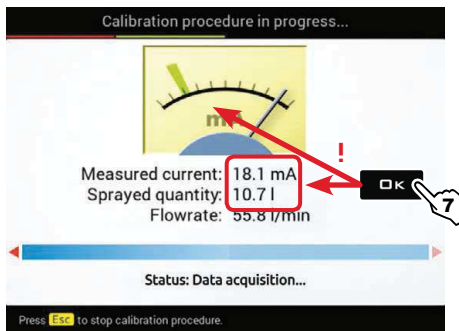 Calibration procedure in progress...
mA
!
Measured current: 18.1 mA
Sprayed quantity: 10.7 l
Flowrate: 55.8 l/min
OK
7
Status: Data acquisition...
Press Esc to stop calibration procedure.